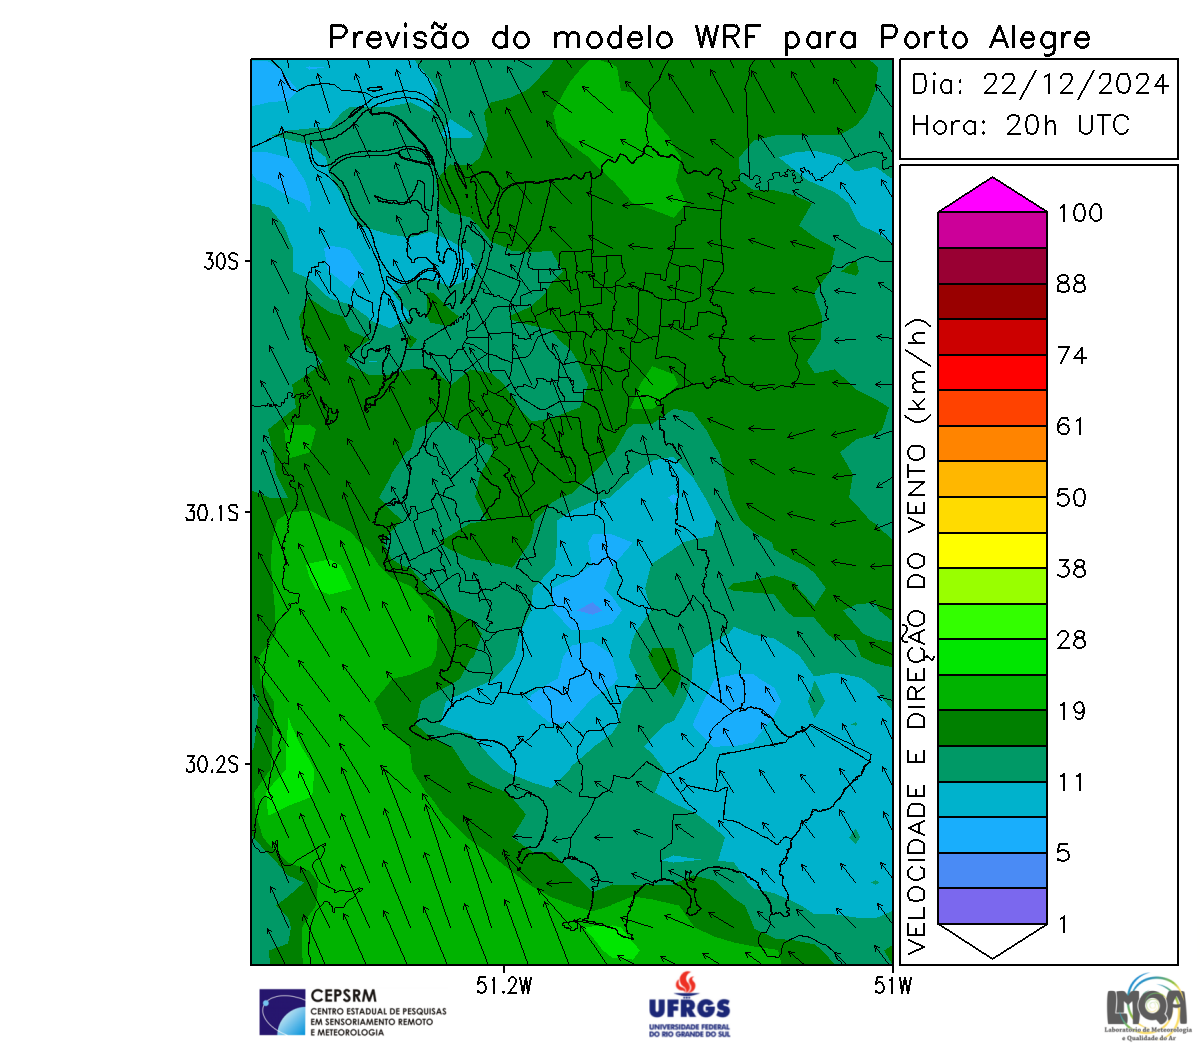 Previsão do modelo WRF para Porto Alegre
Dia: 22/12/2024
Hora: 20h UTC
30S
30.1S
30.2S
51.2W
51W
VELOCIDADE E DIREÇÃO DO VENTO (km/h)
100
88
74
61
50
38
28
19
11
5
1
CEPSRM
CENTRO ESTADUAL DE PESQUISAS
EM SENSORIAMENTO REMOTO
E METEOROLOGIA
UFRGS
UNIVERSIDADE FEDERAL
DO RIO GRANDE DO SUL
LMQA
Laboratório de Meteorologia
e Qualidade do Ar